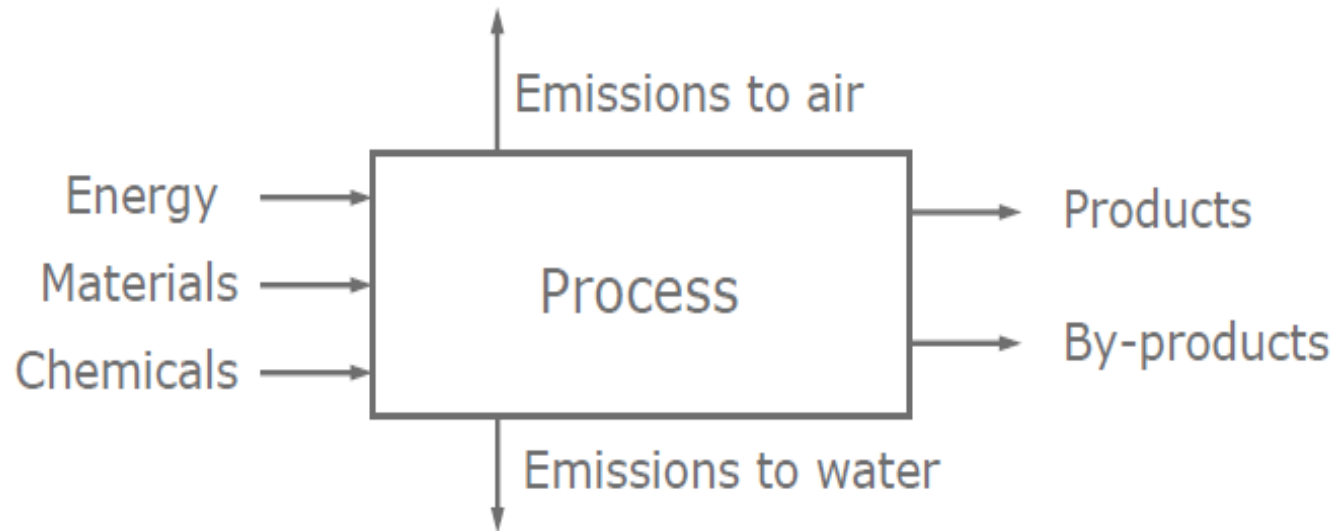 Emissions to air
Energy
Materials
Chemicals
Process
Products
By-products
Emissions to water